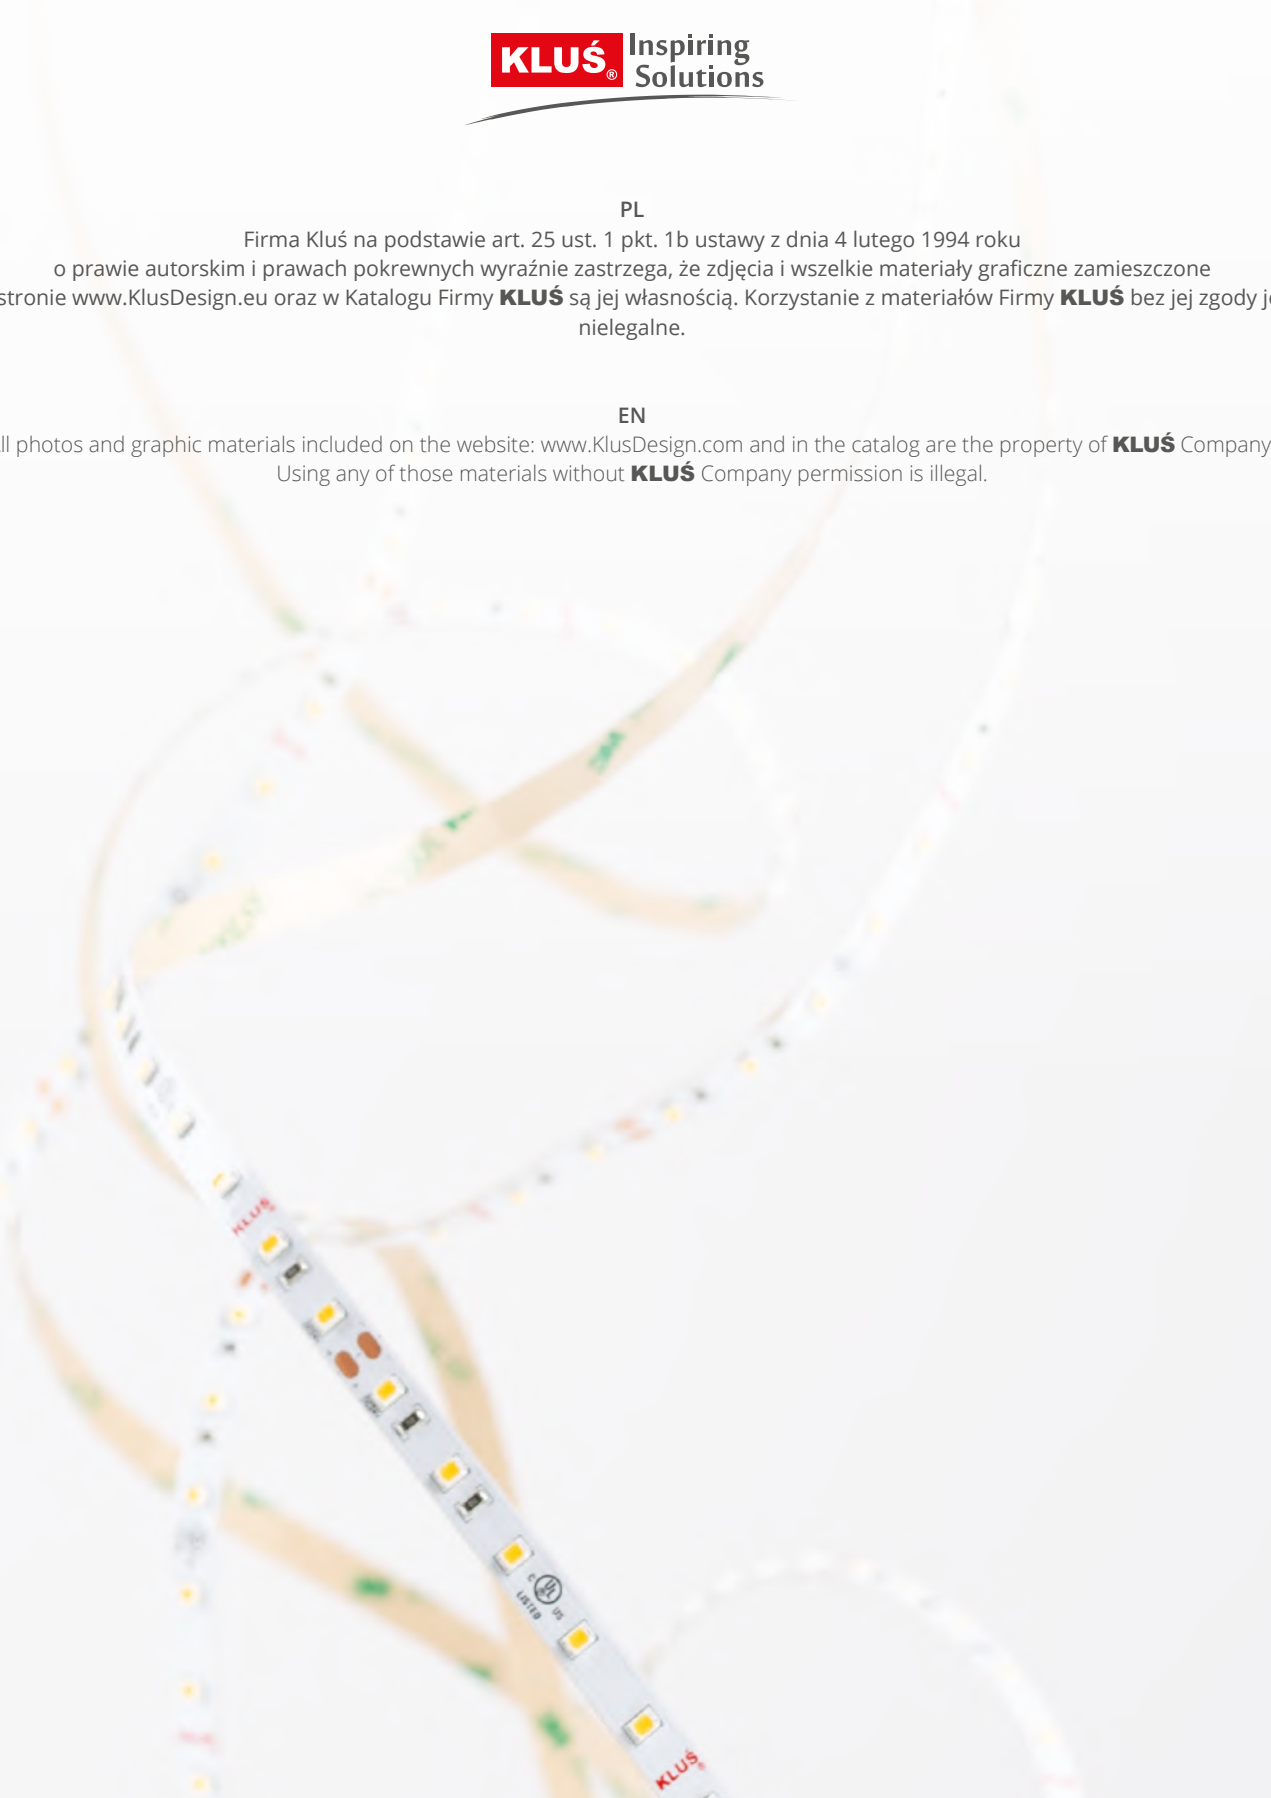 KLUŚ® Inspiring
Solutions
PL
Firma Kluś na podstawie art. 25 ust. 1 pkt. 1b ustawy z dnia 4 lutego 1994 roku
o prawie autorskim i prawach pokrewnych wyraźnie zastrzega, że zdjęcia i wszelkie materiały graficzne zamieszczone
stronie www.KlusDesign.eu oraz w Katalogu Firmy KLUŚ są jej własnością. Korzystanie z materiałów Firmy KLUŚ bez jej zgody
nielegalne.
EN
photos and graphic materials included on the website: www.KlusDesign.com and in the catalog are the property of KLUŚ Company
Using any of those materials without KLUŚ Company permission is illegal.
KLUŚ®
C UL US
LISTED
KLUŚ®